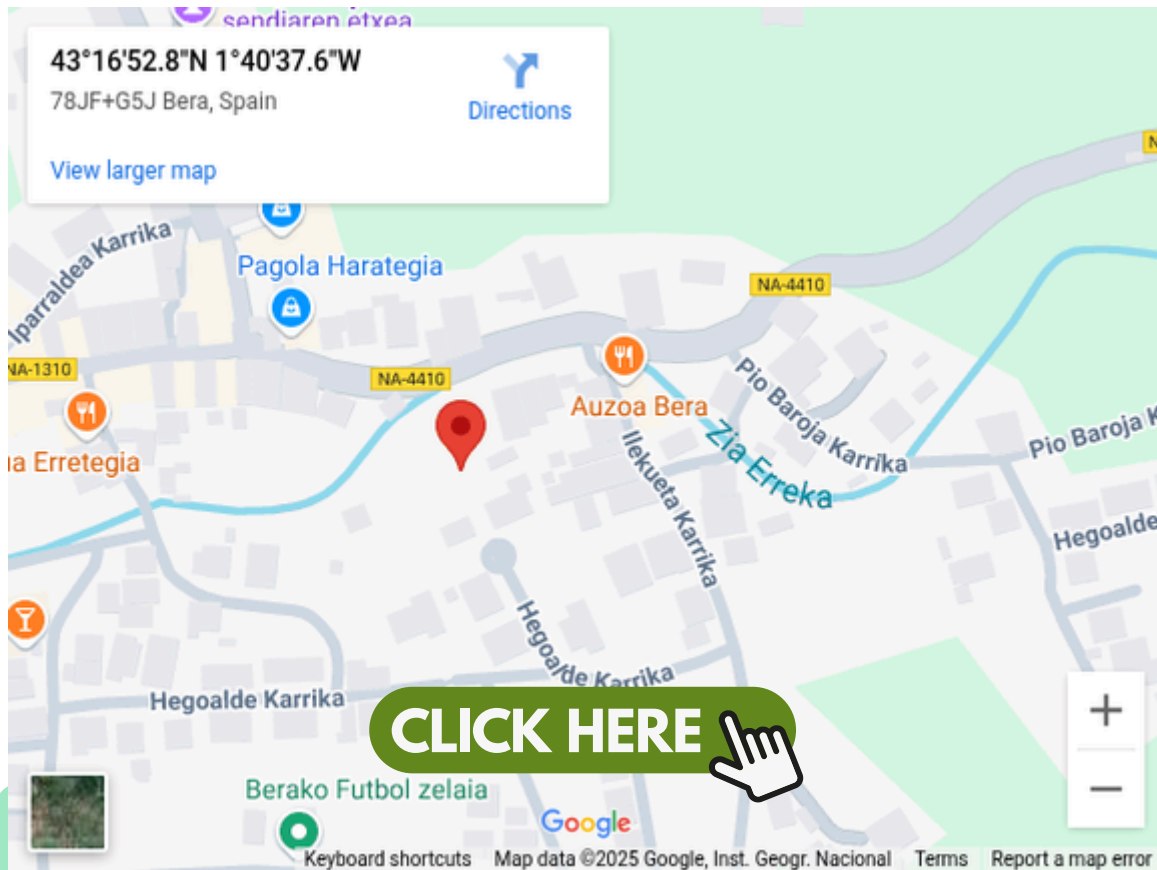 sendiaren etxea
43°16'52.8"N 1°40'37.6"W
78JF+G5J Bera, Spain
Directions
View larger map
Iparraldea Karrika
Pagola Harategia
NA-4410
NA-1310
NA-4410
Auzoa Bera
Pio Baroja Karrika
Pio Baroja K
Erretegia
Ilekueta Karrika
Zia Erreka
Hegoalde
Hegoalde Karrika
Hegoalde Karrika
CLICK HERE
Berako Futbol zelaia
Google
Keyboard shortcuts Map data ©2025 Google, Inst. Geogr. Nacional Terms Report a map error